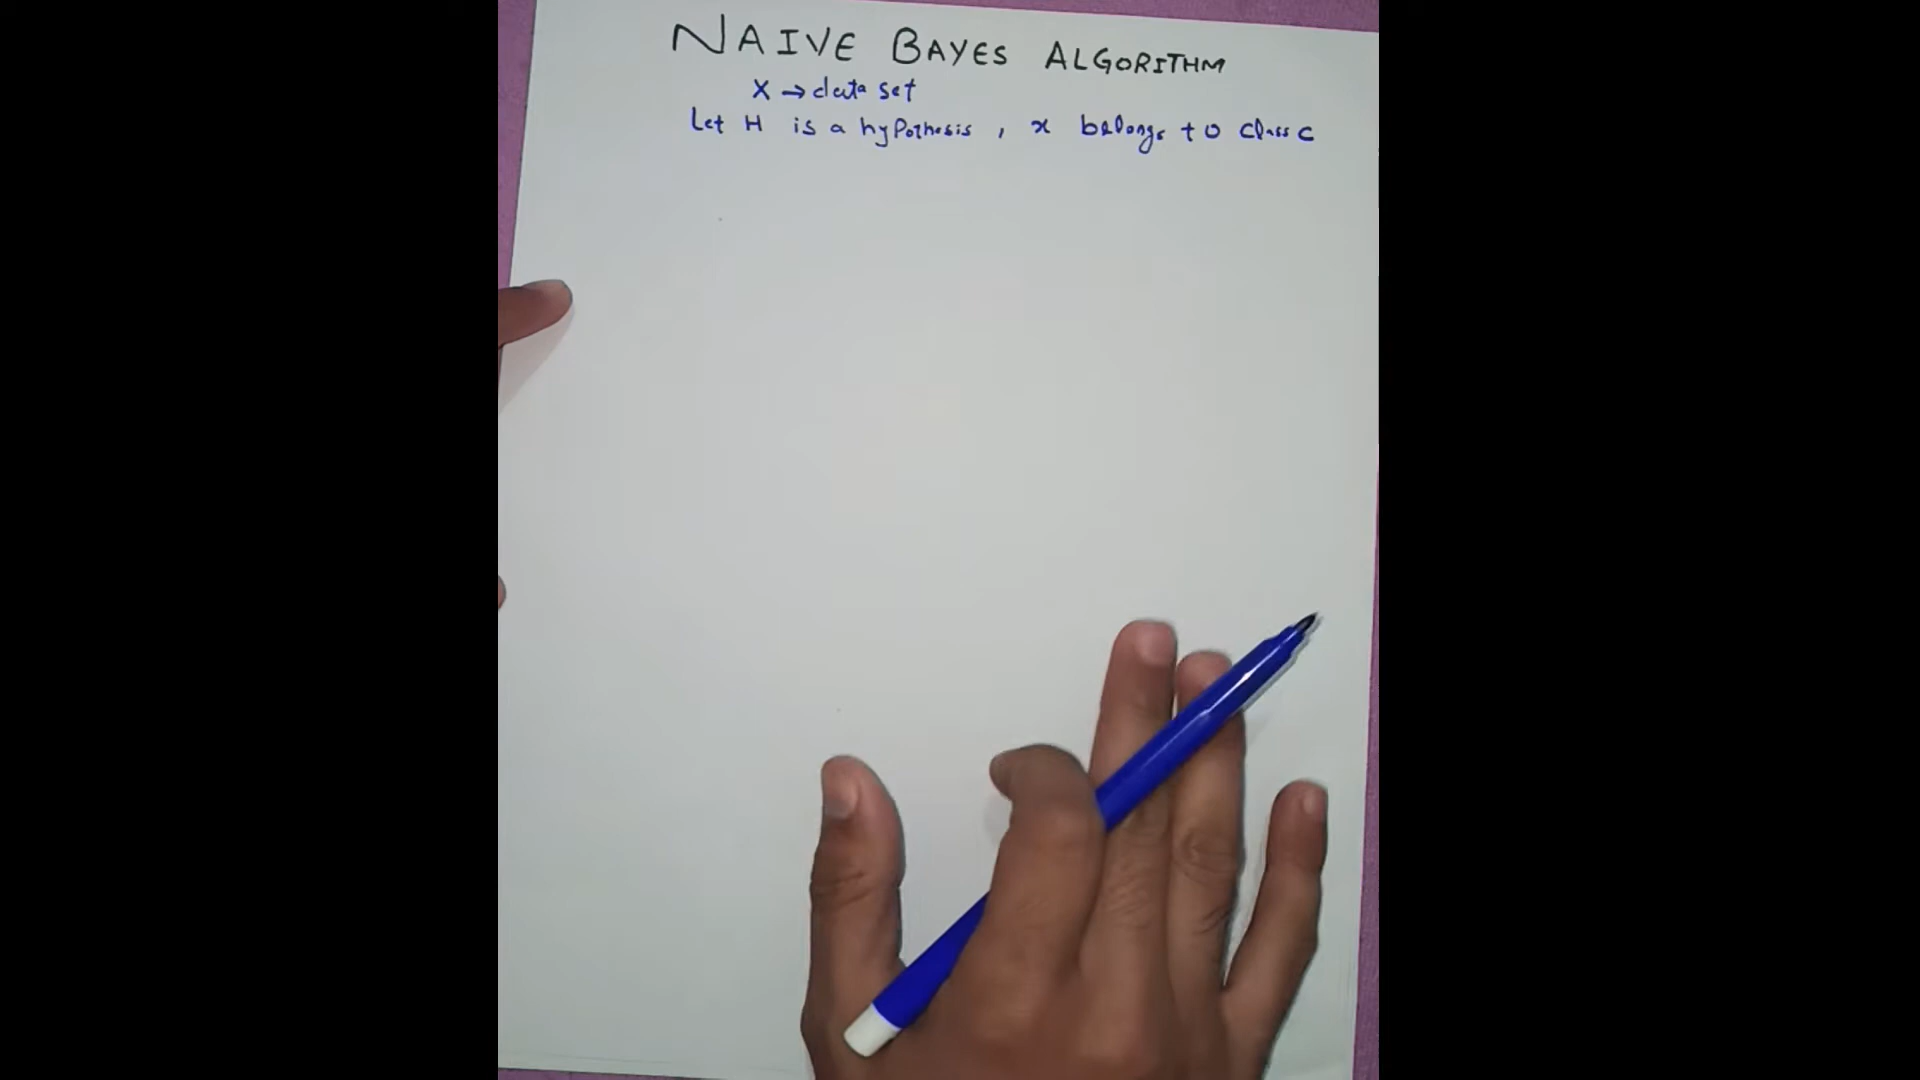 NAIVE BAYES ALGORITHM
X → data set
Let H is a hyPothesis , x belongs to class c